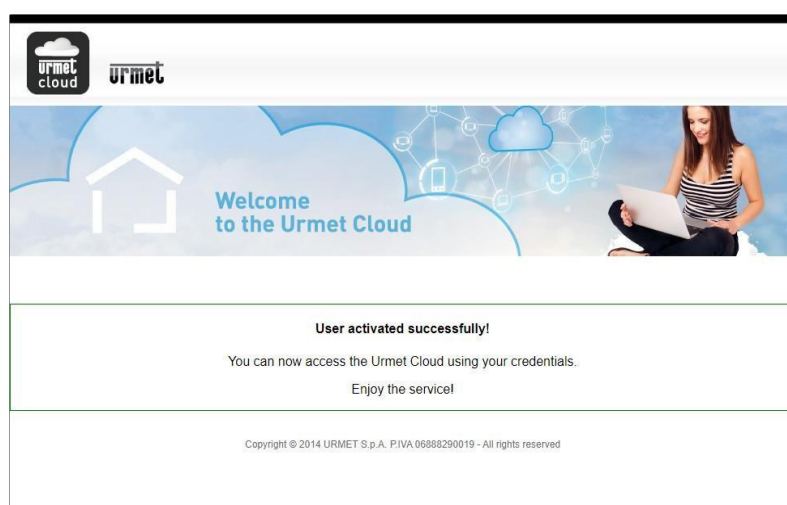 urmet
cloud
urmet
Welcome
to the Urmet Cloud
User activated successfully!
You can now access the Urmet Cloud using your credentials.
Enjoy the service!
Copyright © 2014 URMET S.p.A. P.IVA 06888290019 - All rights reserved